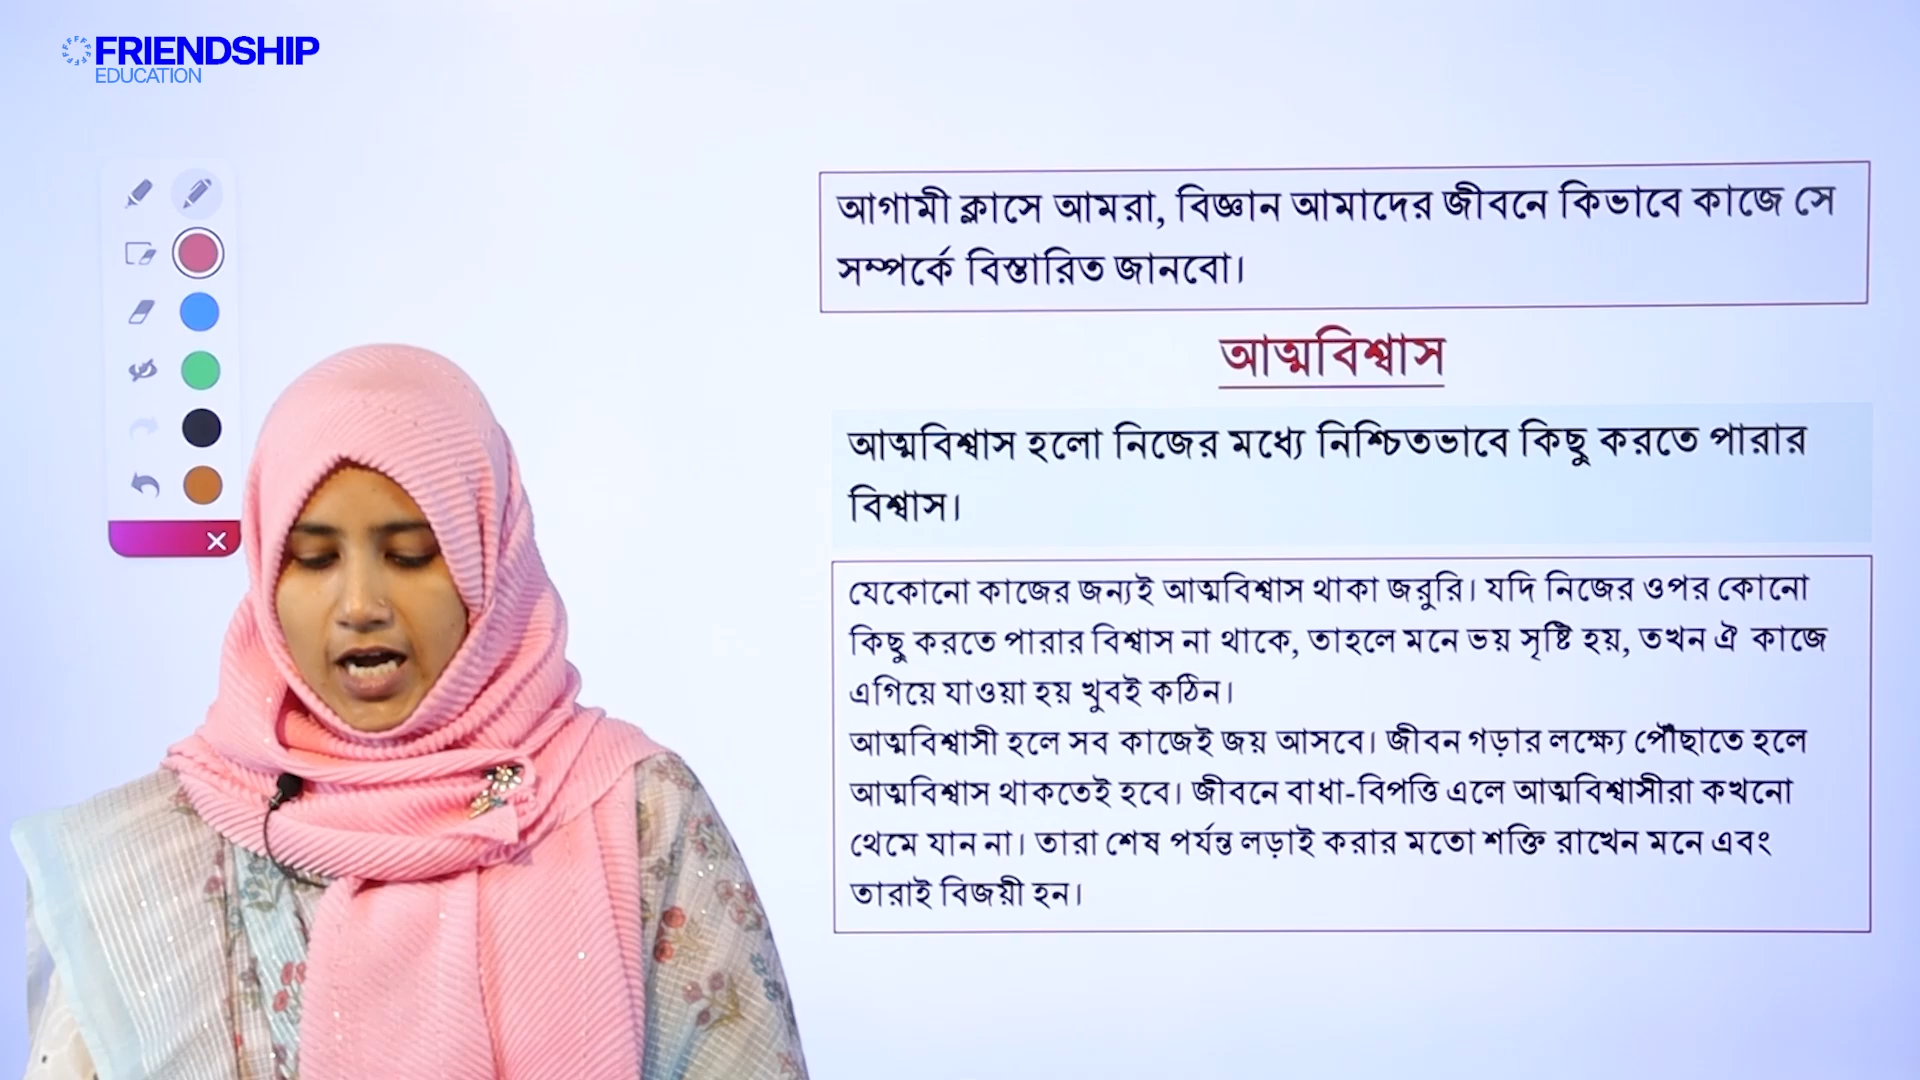 FRIENDSHIP
EDUCATION
আগামী ক্লাসে আমরা, বিজ্ঞান আমাদের জীবনে কিভাবে কাজে সে
সম্পর্কে বিস্তারিত জানবো।
আত্মবিশ্বাস
আত্মবিশ্বাস হলো নিজের মধ্যে নিশ্চিতভাবে কিছু করতে পারার
বিশ্বাস।
যেকোনো কাজের জন্যই আত্মবিশ্বাস থাকা জরুরি। যদি নিজের ওপর কোনো
কিছু করতে পারার বিশ্বাস না থাকে, তাহলে মনে ভয় সৃষ্টি হয়, তখন ঐ কাজে
এগিয়ে যাওয়া হয় খুবই কঠিন।
আত্মবিশ্বাসী হলে সব কাজেই জয় আসবে। জীবন গড়ার লক্ষ্যে পৌঁছাতে হলে
আত্মবিশ্বাস থাকতেই হবে। জীবনে বাধা-বিপত্তি এলে আত্মবিশ্বাসীরা কখনো
থেমে যান না। তারা শেষ পর্যন্ত লড়াই করার মতো শক্তি রাখেন মনে এবং
তারাই বিজয়ী হন।